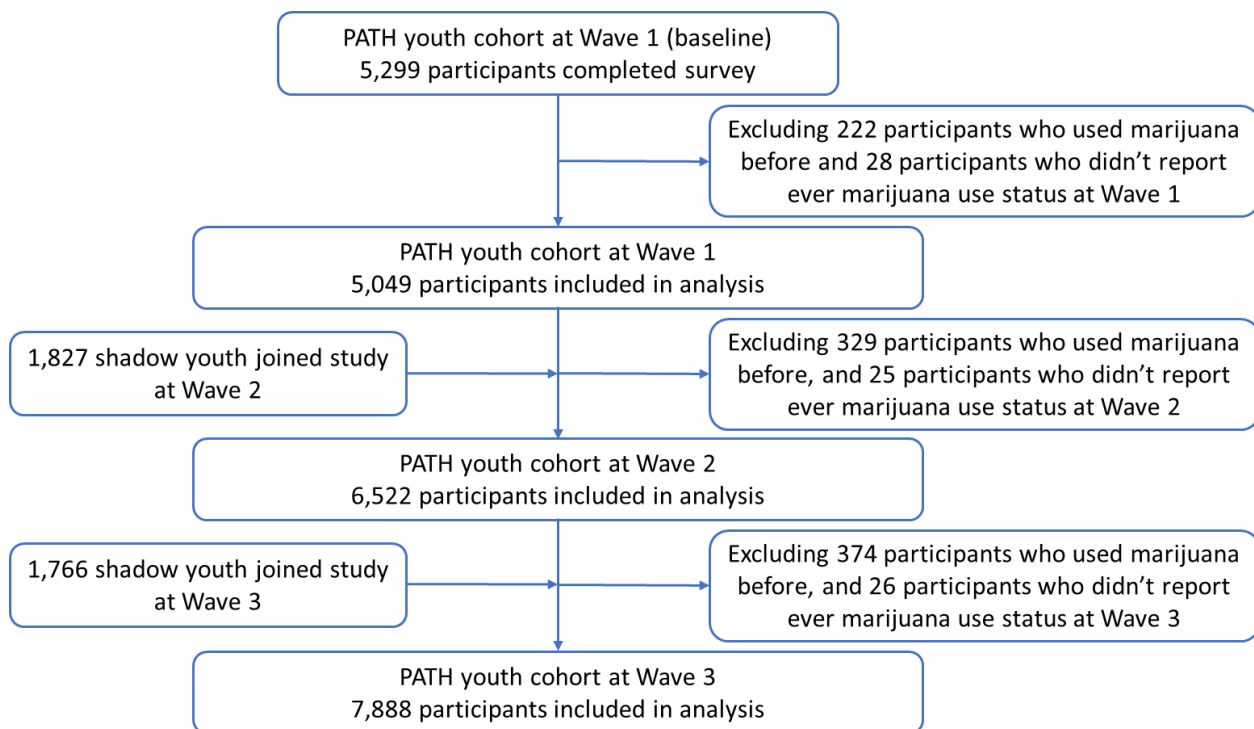 PATH youth cohort at Wave 1 (baseline)
5,299 participants completed survey
Excluding 222 participants who used marijuana
before and 28 participants who didn’t report
ever marijuana use status at Wave 1
PATH youth cohort at Wave 1
5,049 participants included in analysis
1,827 shadow youth joined study
at Wave 2
Excluding 329 participants who used marijuana
before, and 25 participants who didn’t report
ever marijuana use status at Wave 2
PATH youth cohort at Wave 2
6,522 participants included in analysis
1,766 shadow youth joined study
at Wave 3
Excluding 374 participants who used marijuana
before, and 26 participants who didn’t report
ever marijuana use status at Wave 3
PATH youth cohort at Wave 3
7,888 participants included in analysis